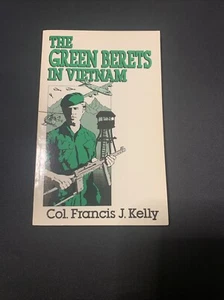 THE
GREEN BERETS
IN VIETNAM
Col. Francis J. Kelly